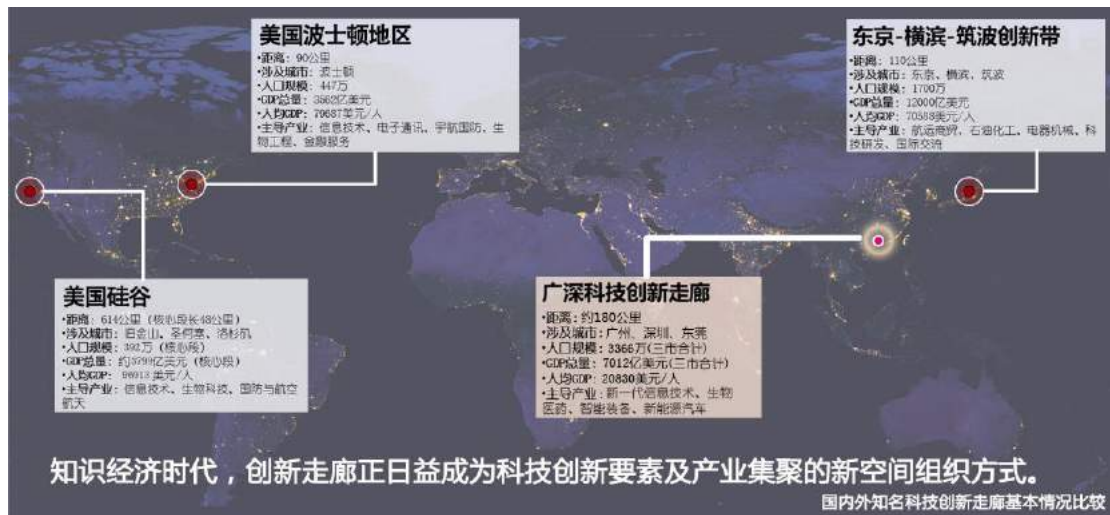 美国波士顿地区
•距离：90公里
•涉及城市：波士顿
•人口规模：447万
•GDP总量：3562亿美元
•人均GDP：79687美元/人
•主导产业：信息技术、电子通讯、宇航国防、生
物工程、金融服务
东京-横滨-筑波创新带
•距离：110公里
•涉及城市：东京、横滨、筑波
•人口规模：1700万
•GDP总量：12000亿美元
•人均GDP：70588美元/人
•主导产业：航运商贸、石油化工、电器机械、科
技研发、国际交流
美国硅谷
•距离：614公里（核心段长48公里）
•涉及城市：旧金山、圣何塞、洛杉矶
•人口规模：392万（核心段）
•GDP总量：约3799亿美元（核心段）
•人均GDP：96913美元/人
•主导产业：信息技术、生物科技、国防与航空
航天
广深科技创新走廊
•距离：约180公里
•涉及城市：广州、深圳、东莞
•人口规模：3366万(三市合计)
•GDP总量：7012亿美元(三市合计)
•人均GDP：20830美元/人
•主导产业：新一代信息技术、生物
医药、智能装备、新能源汽车
知识经济时代，创新走廊正日益成为科技创新要素及产业集聚的新空间组织方式。
国内外知名科技创新走廊基本情况比较